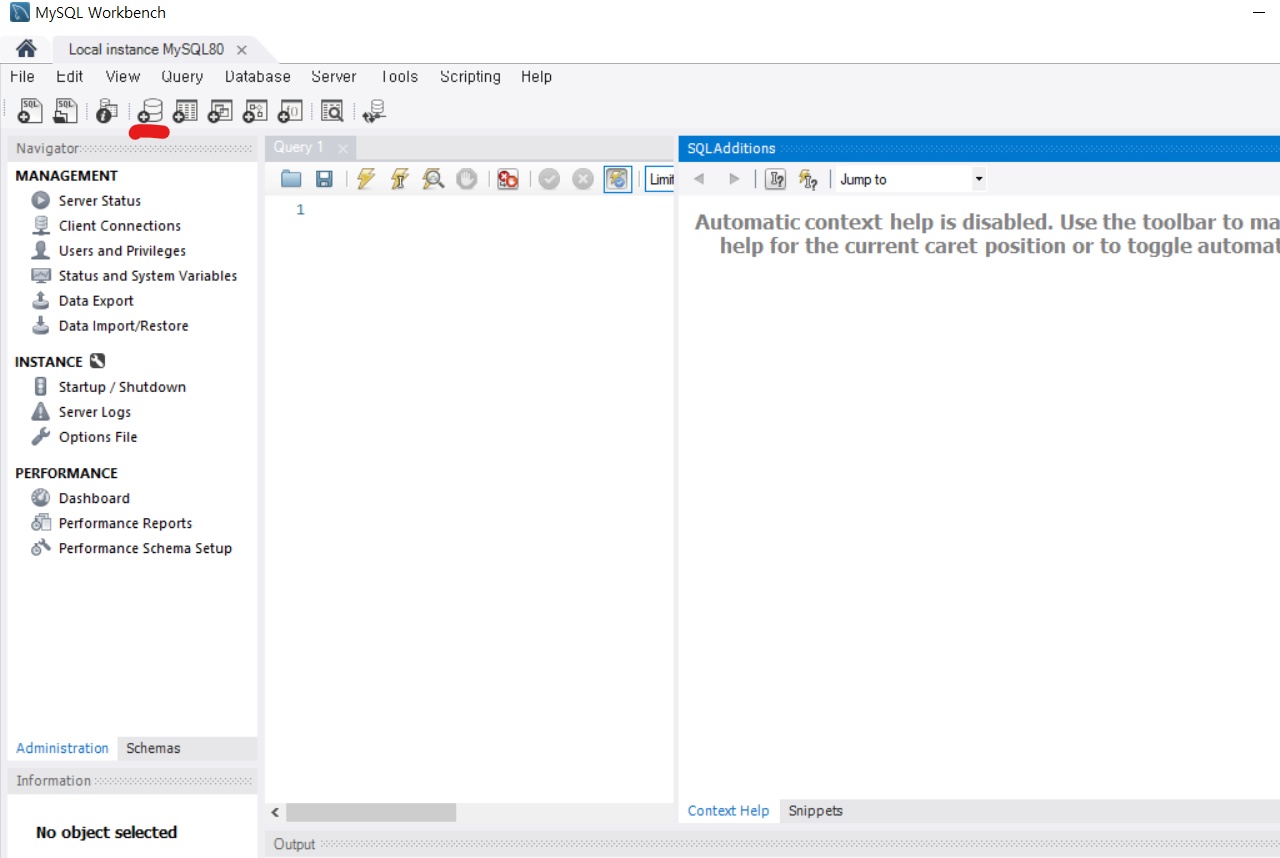 MySQL Workbench
Local instance MySQL80
File Edit View Query Database Server Tools Scripting Help
SQL SQL
Navigator
MANAGEMENT
Server Status
Client Connections
Users and Privileges
Status and System Variables
Data Export
Data Import/Restore
INSTANCE
Startup / Shutdown
Server Logs
Options File
PERFORMANCE
Dashboard
Performance Reports
Performance Schema Setup
Administration Schemas
Information
No object selected
Query 1
Limit
1
Output
SQLAdditions
Jump to
Automatic context help is disabled. Use the toolbar to ma
help for the current caret position or to toggle automat
Context Help Snippets